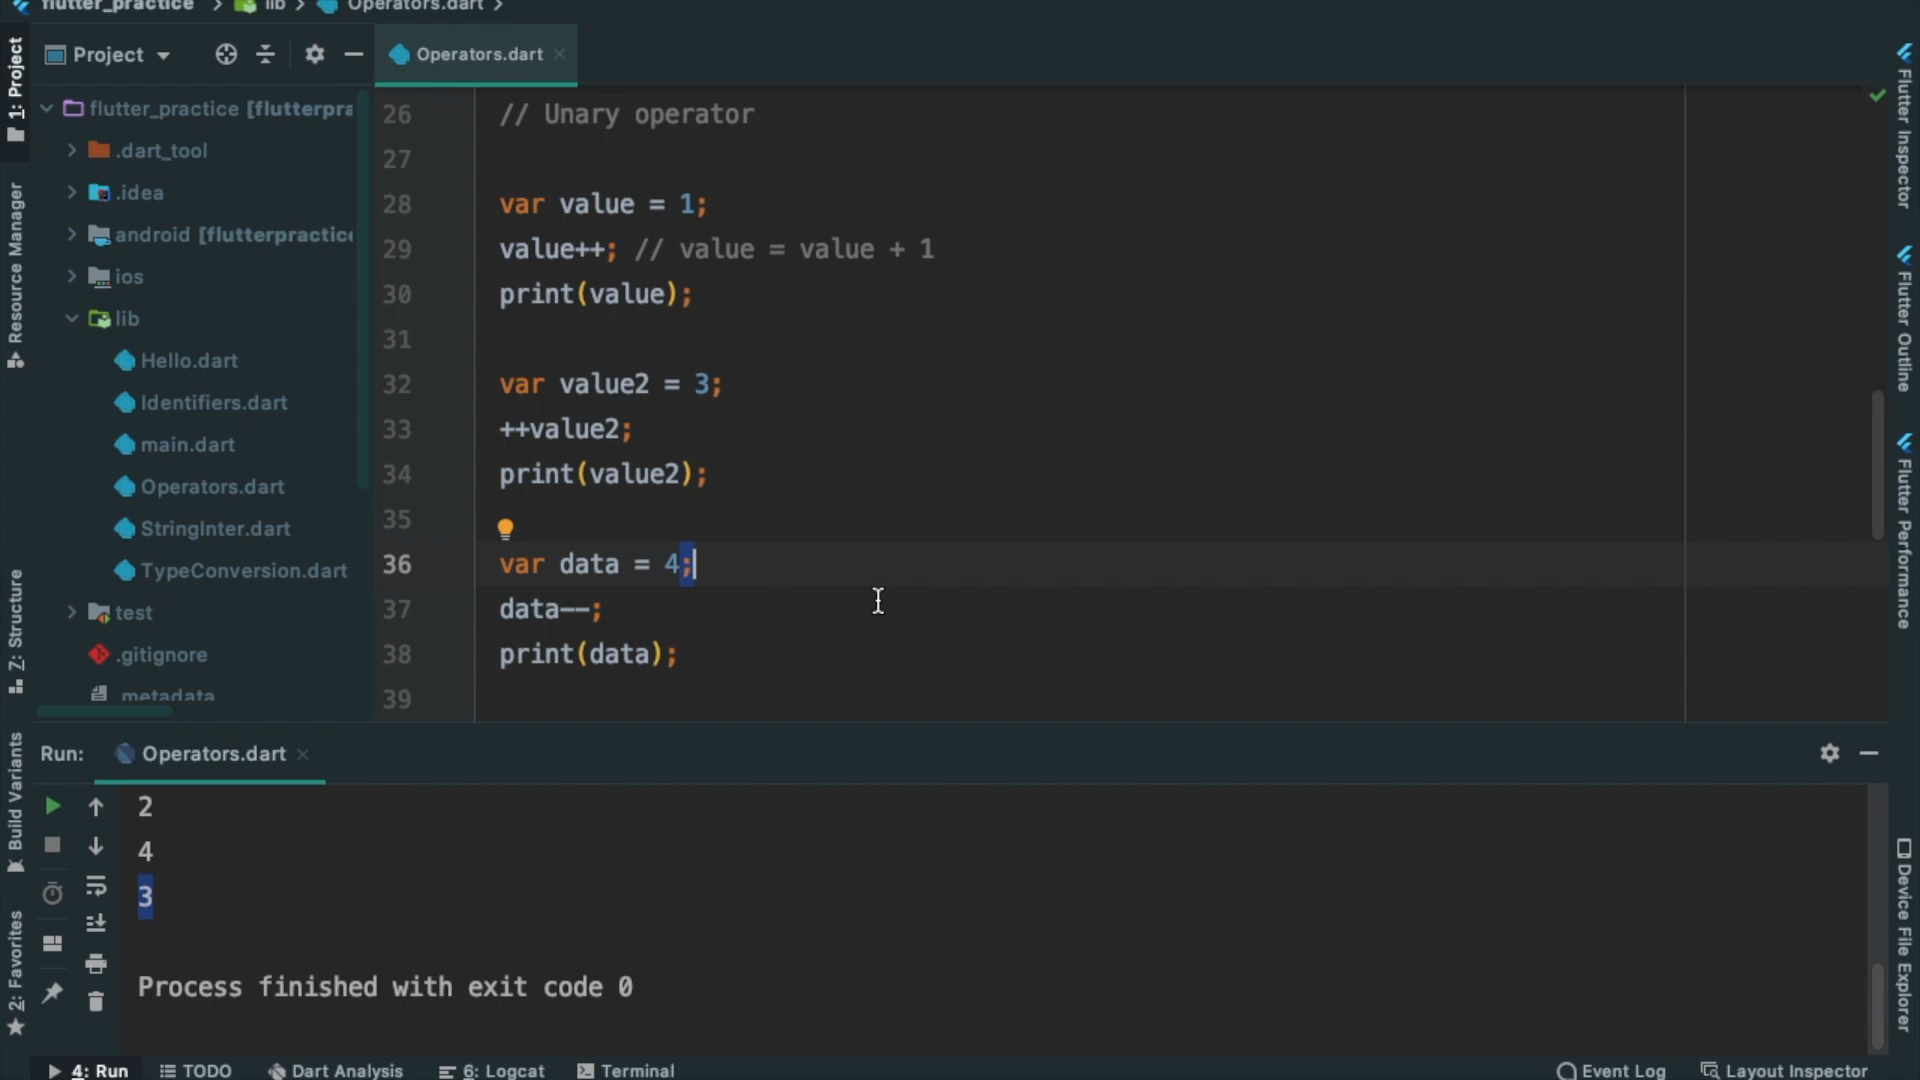 flutter_practice > lib > Operators.dart >
1: Project
Resource Manager
Z: Structure
Build Variants
2: Favorites
Project
flutter_practice [flutterpra
.dart_tool
.idea
android [flutterpractice
ios
lib
Hello.dart
Identifiers.dart
main.dart
Operators.dart
StringInter.dart
TypeConversion.dart
test
.gitignore
.metadata
Operators.dart
26 // Unary operator
27
28 var value = 1;
29 value++; // value = value + 1
30 print(value);
31
32 var value2 = 3;
33 ++value2;
34 print(value2);
35
36 var data = 4;
37 data--;
38 print(data);
39
Flutter Inspector
Flutter Outline
Flutter Performance
Device File Explorer
Run: Operators.dart
2
4
3
Process finished with exit code 0
4: Run TODO Dart Analysis 6: Logcat Terminal Event Log Layout Inspector